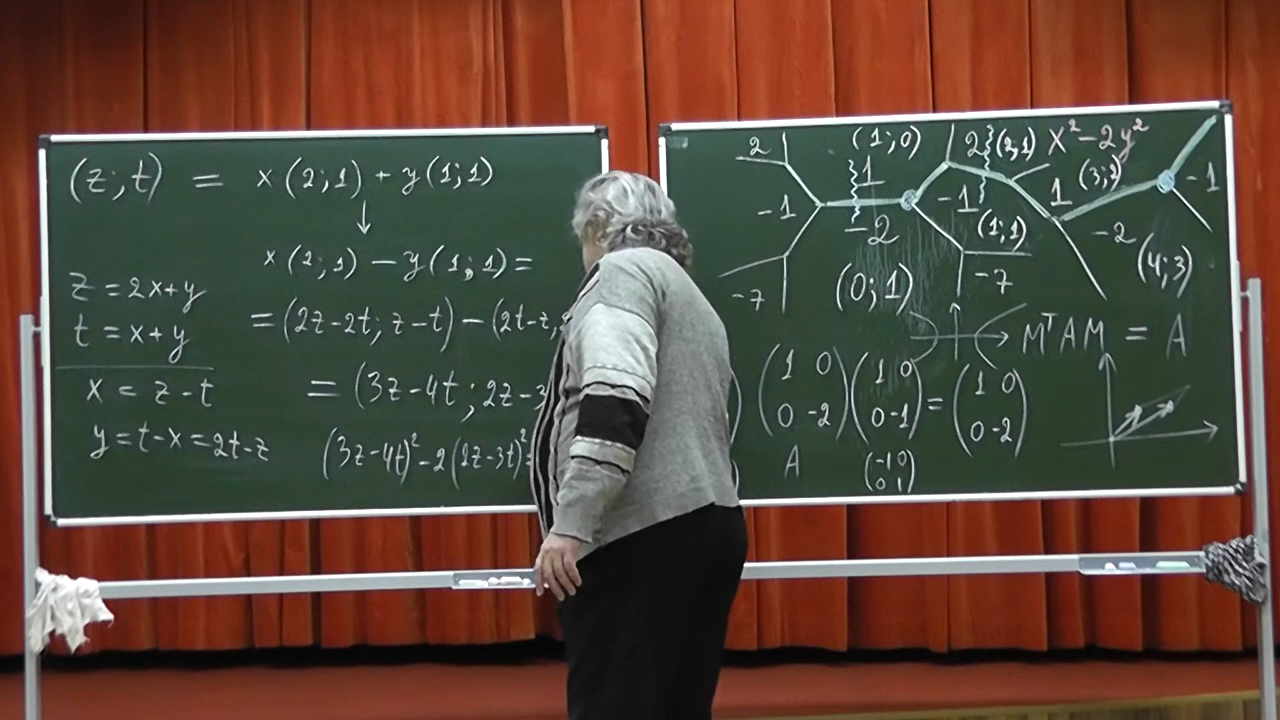 (z;t) = x(2;1) + y(1;1)
↓
x(2;1) - y(1;1) =
z = 2x+y
t = x+y
= (2z-2t; z-t) - (2t-z,
x = z-t
= (3z-4t; 2z-3
y = t-x = 2t-z
(3z-4t)² - 2(2z-3t)²
2
(1;0)
2
(2;1)
x² - 2y²
1
-1
-1
1
(3;2)
-1
-2
(1;1)
-2
(4;3)
-7
(0;1)
-7
MᵀAM = A
(1 0
0 -2) (1 0
0 -1) = (1 0
0 -2)
A
(-1 0
0 1)